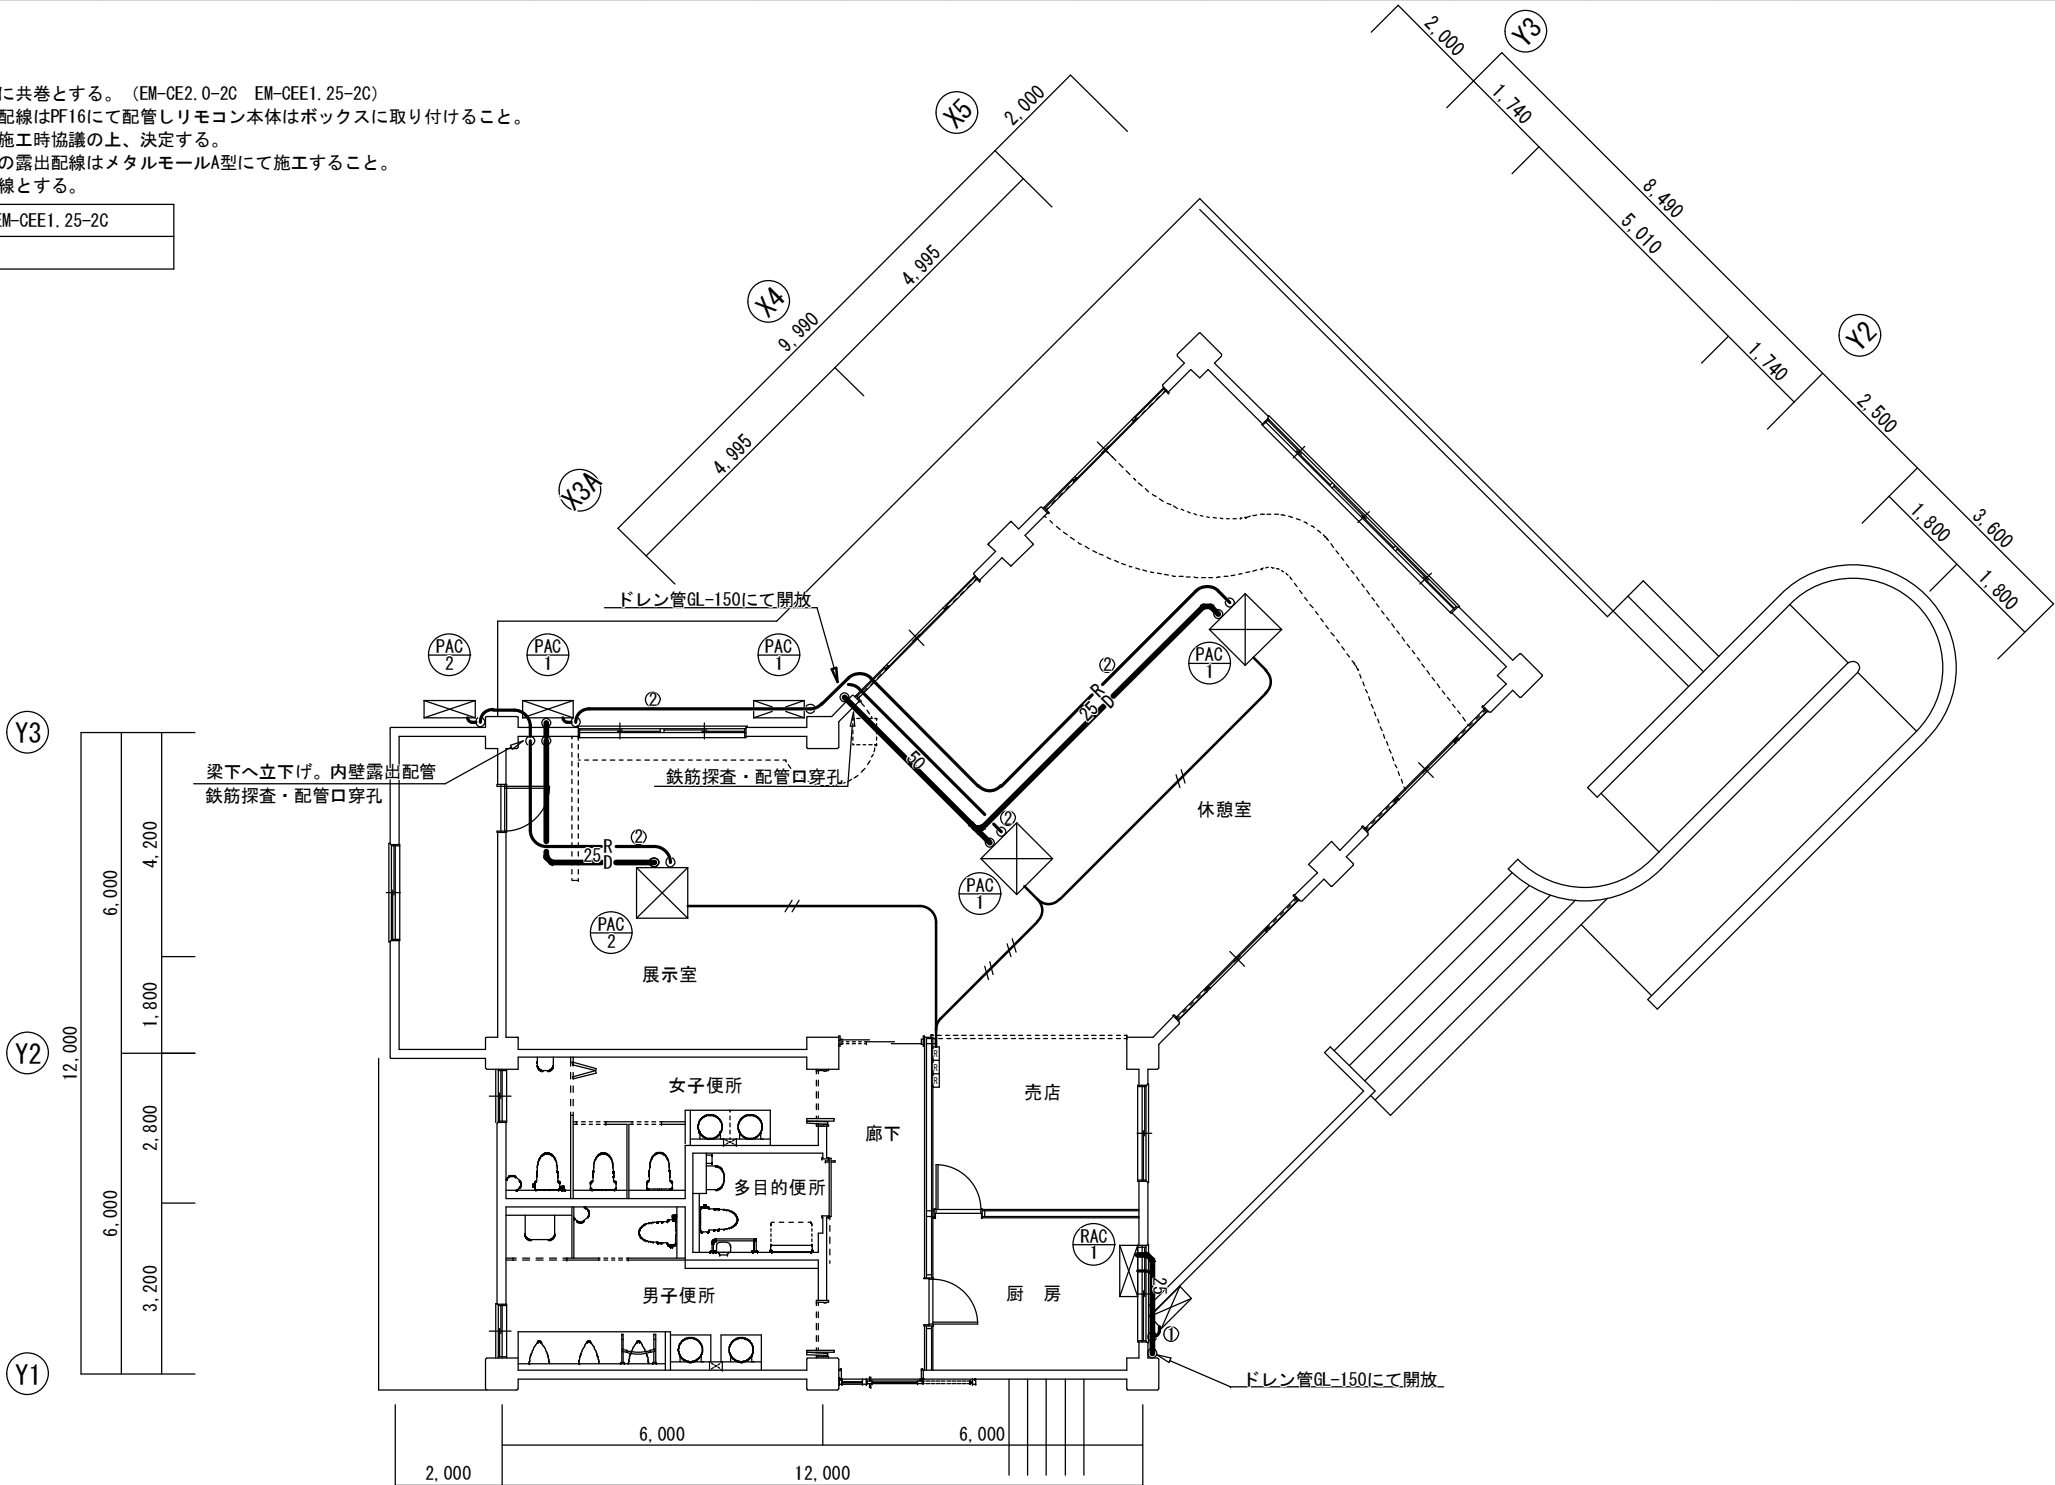 に共巻とする。（EM-CE2.0-2C　EM-CEE1.25-2C）
配線はPF16にて配管しリモコン本体はボックスに取り付けること。
施工時協議の上、決定する。
の露出配線はメタルモールA型にて施工すること。
線とする。
EM-CEE1.25-2C
2,000
Y3
1,740
8,490
5,010
1,740
Y2
2,500
3,600
1,800
1,800
X5
2,000
X4
4,995
9,990
4,995
X3A
ドレン管GL-150にて開放
PAC
2
PAC
1
PAC
1
②
②
R
25
D
PAC
1
Y3
梁下へ立下げ。内壁露出配管
鉄筋探査・配管口穿孔
鉄筋探査・配管口穿孔
50
②
休憩室
②
R
25
D
PAC
1
PAC
2
展示室
4,200
6,000
1,800
12,000
Y2
2,800
6,000
3,200
Y1
R
R
R
女子便所
売店
廊下
多目的便所
RAC
1
男子便所
厨　房
25
①
ドレン管GL-150にて開放
6,000
6,000
2,000
12,000